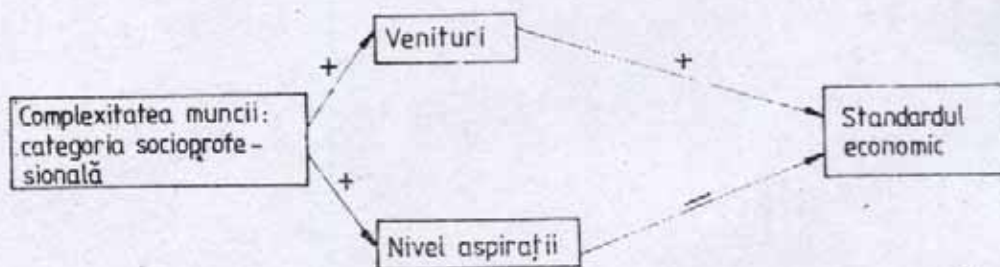 Venituri
+
+
Complexitatea muncii:
categoria socioprofe-
sională
Standardul
economic
+
−
Nivel aspirații